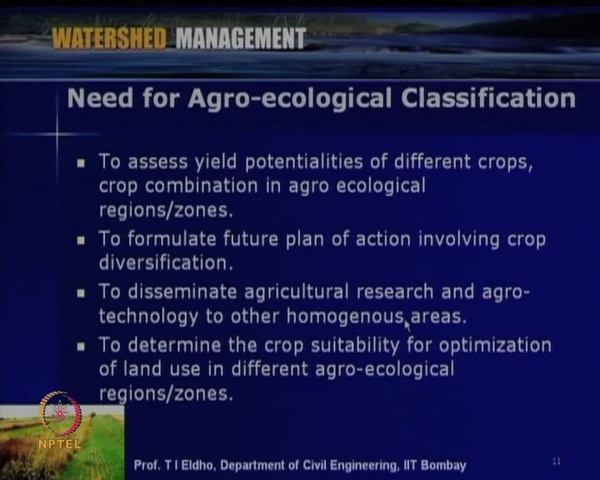 WATERSHED MANAGEMENT
Need for Agro-ecological Classification
To assess yield potentialities of different crops,
crop combination in agro ecological
regions/zones.
To formulate future plan of action involving crop
diversification.
To disseminate agricultural research and agro-
technology to other homogenous areas.
To determine the crop suitability for optimization
of land use in different agro-ecological
regions/zones.
NPTEL
Prof. T I Eldho, Department of Civil Engineering, IIT Bombay
11